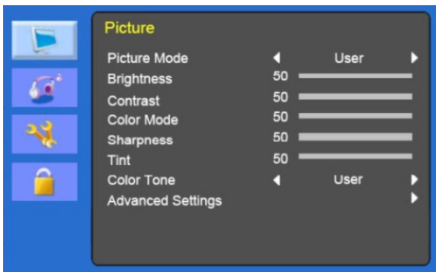 Picture
Picture Mode User
Brightness 50
Contrast 50
Color Mode 50
Sharpness 50
Tint 50
Color Tone User
Advanced Settings